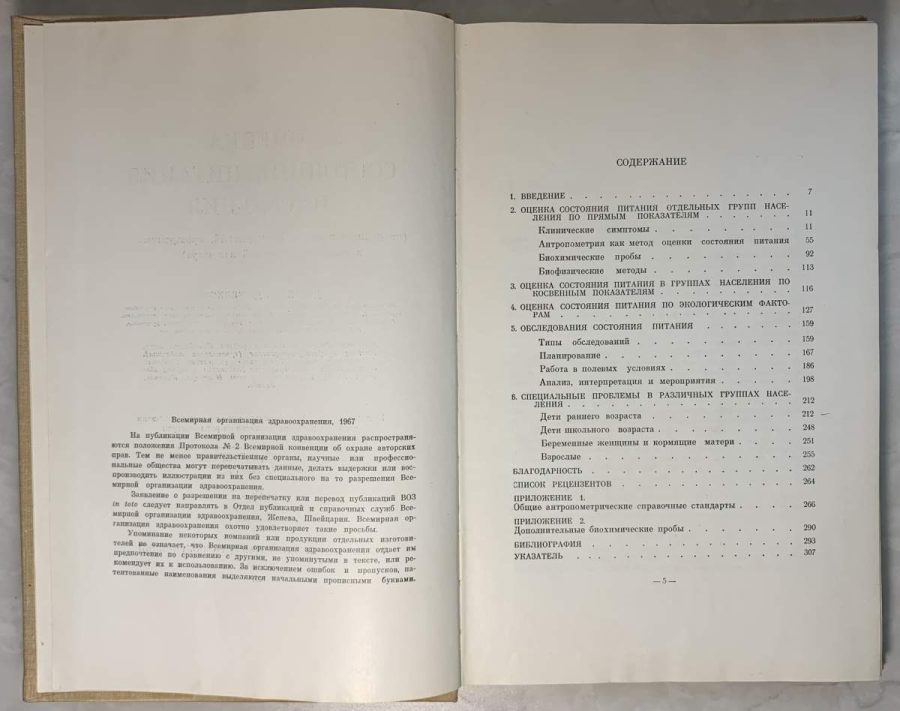 Всемирная организация здравоохранения, 1967
На публикации Всемирной организации здравоохранения распространя-
ются положения Протокола №-2 Всемирной конвенции об охране авторских
прав. Тем не менее правительственные органы, научные или профессио-
нальные общества могут перепечатывать данные, делать выдержки или вос-
производить иллюстрации из них без специального на то разрешения Все-
мирной организации здравоохранения.
Заявление о разрешении на перепечатку или перевод публикаций ВОЗ
in toto следует направлять в Отдел публикаций и справочных служб Все-
мирной организации здравоохранения, Женева, Швейцария. Всемирная ор-
ганизация здравоохранения охотно удовлетворяет такие просьбы.
Упоминание некоторых компаний или продукции отдельных изготови-
телей не означает, что Всемирная организация здравоохранения отдает им
предпочтение по сравнению с другими, не упомянутыми в тексте, или ре-
комендует их к использованию. За исключением ошибок и пропусков, па-
тентованные наименования выделяются начальными прописными буквами.
СОДЕРЖАНИЕ
1. ВВЕДЕНИЕ . . . . . . . . . . . . . . . . 7
2. ОЦЕНКА СОСТОЯНИЯ ПИТАНИЯ ОТДЕЛЬНЫХ ГРУПП НАСЕ-
ЛЕНИЯ ПО ПРЯМЫМ ПОКАЗАТЕЛЯМ . . . . . . . 11
Клинические симптомы . . . . . . . . . . 11
Антропометрия как метод оценки состояния питания 55
Биохимические пробы . . . . . . . . . . 92
Биофизические методы . . . . . . . . . . 113
3. ОЦЕНКА СОСТОЯНИЯ ПИТАНИЯ В ГРУППАХ НАСЕЛЕНИЯ ПО
КОСВЕННЫМ ПОКАЗАТЕЛЯМ . . . . . . . . . . 116
4. ОЦЕНКА СОСТОЯНИЯ ПИТАНИЯ ПО ЭКОЛОГИЧЕСКИМ ФАКТО-
РАМ . . . . . . . . . . . . . . . . 127
5. ОБСЛЕДОВАНИЯ СОСТОЯНИЯ ПИТАНИЯ . . . . . . . 159
Типы обследований . . . . . . . . . . . 159
Планирование . . . . . . . . . . . . . 167
Работа в полевых условиях . . . . . . . . . 186
Анализ, интерпретация и мероприятия . . . . . . 198
6. СПЕЦИАЛЬНЫЕ ПРОБЛЕМЫ В РАЗЛИЧНЫХ ГРУППАХ НАСЕ-
ЛЕНИЯ . . . . . . . . . . . . . . . 212
Дети раннего возраста . . . . . . . . . . 212
Дети школьного возраста . . . . . . . . . . 248
Беременные женщины и кормящие матери . . . . 251
Взрослые . . . . . . . . . . . . . . 255
БЛАГОДАРНОСТЬ . . . . . . . . . . . . . . 262
СПИСОК РЕЦЕНЗЕНТОВ . . . . . . . . . . . . 264
ПРИЛОЖЕНИЕ 1.
Общие антропометрические справочные стандарты . . . . . 266
ПРИЛОЖЕНИЕ 2.
Дополнительные биохимические пробы . . . . . . . . 290
БИБЛИОГРАФИЯ . . . . . . . . . . . . . . 293
УКАЗАТЕЛЬ . . . . . . . . . . . . . . . 307
— 5 —